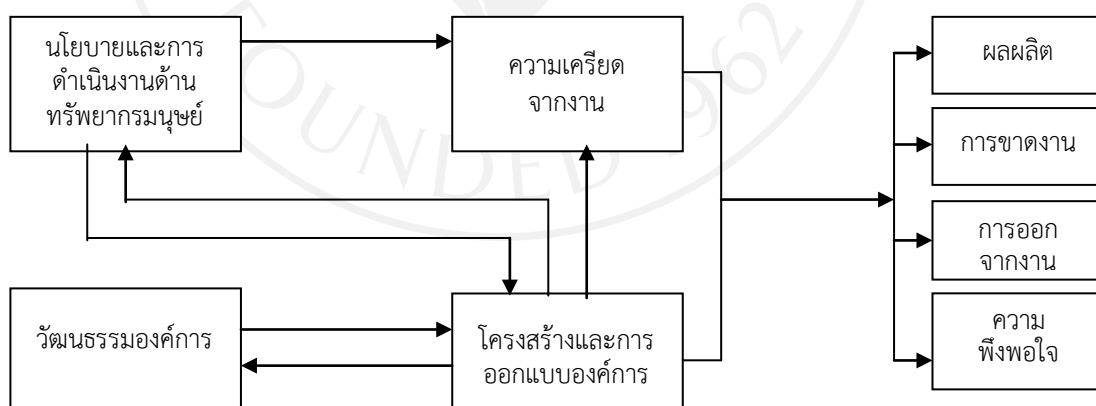 นโยบายและการ
ดำเนินงานด้าน
ทรัพยากรมนุษย์
ความเครียด
จากงาน
ผลผลิต
การขาดงาน
การออก
จากงาน
ความ
พึงพอใจ
วัฒนธรรมองค์การ
โครงสร้างและการ
ออกแบบองค์การ
FOUNDED 1962